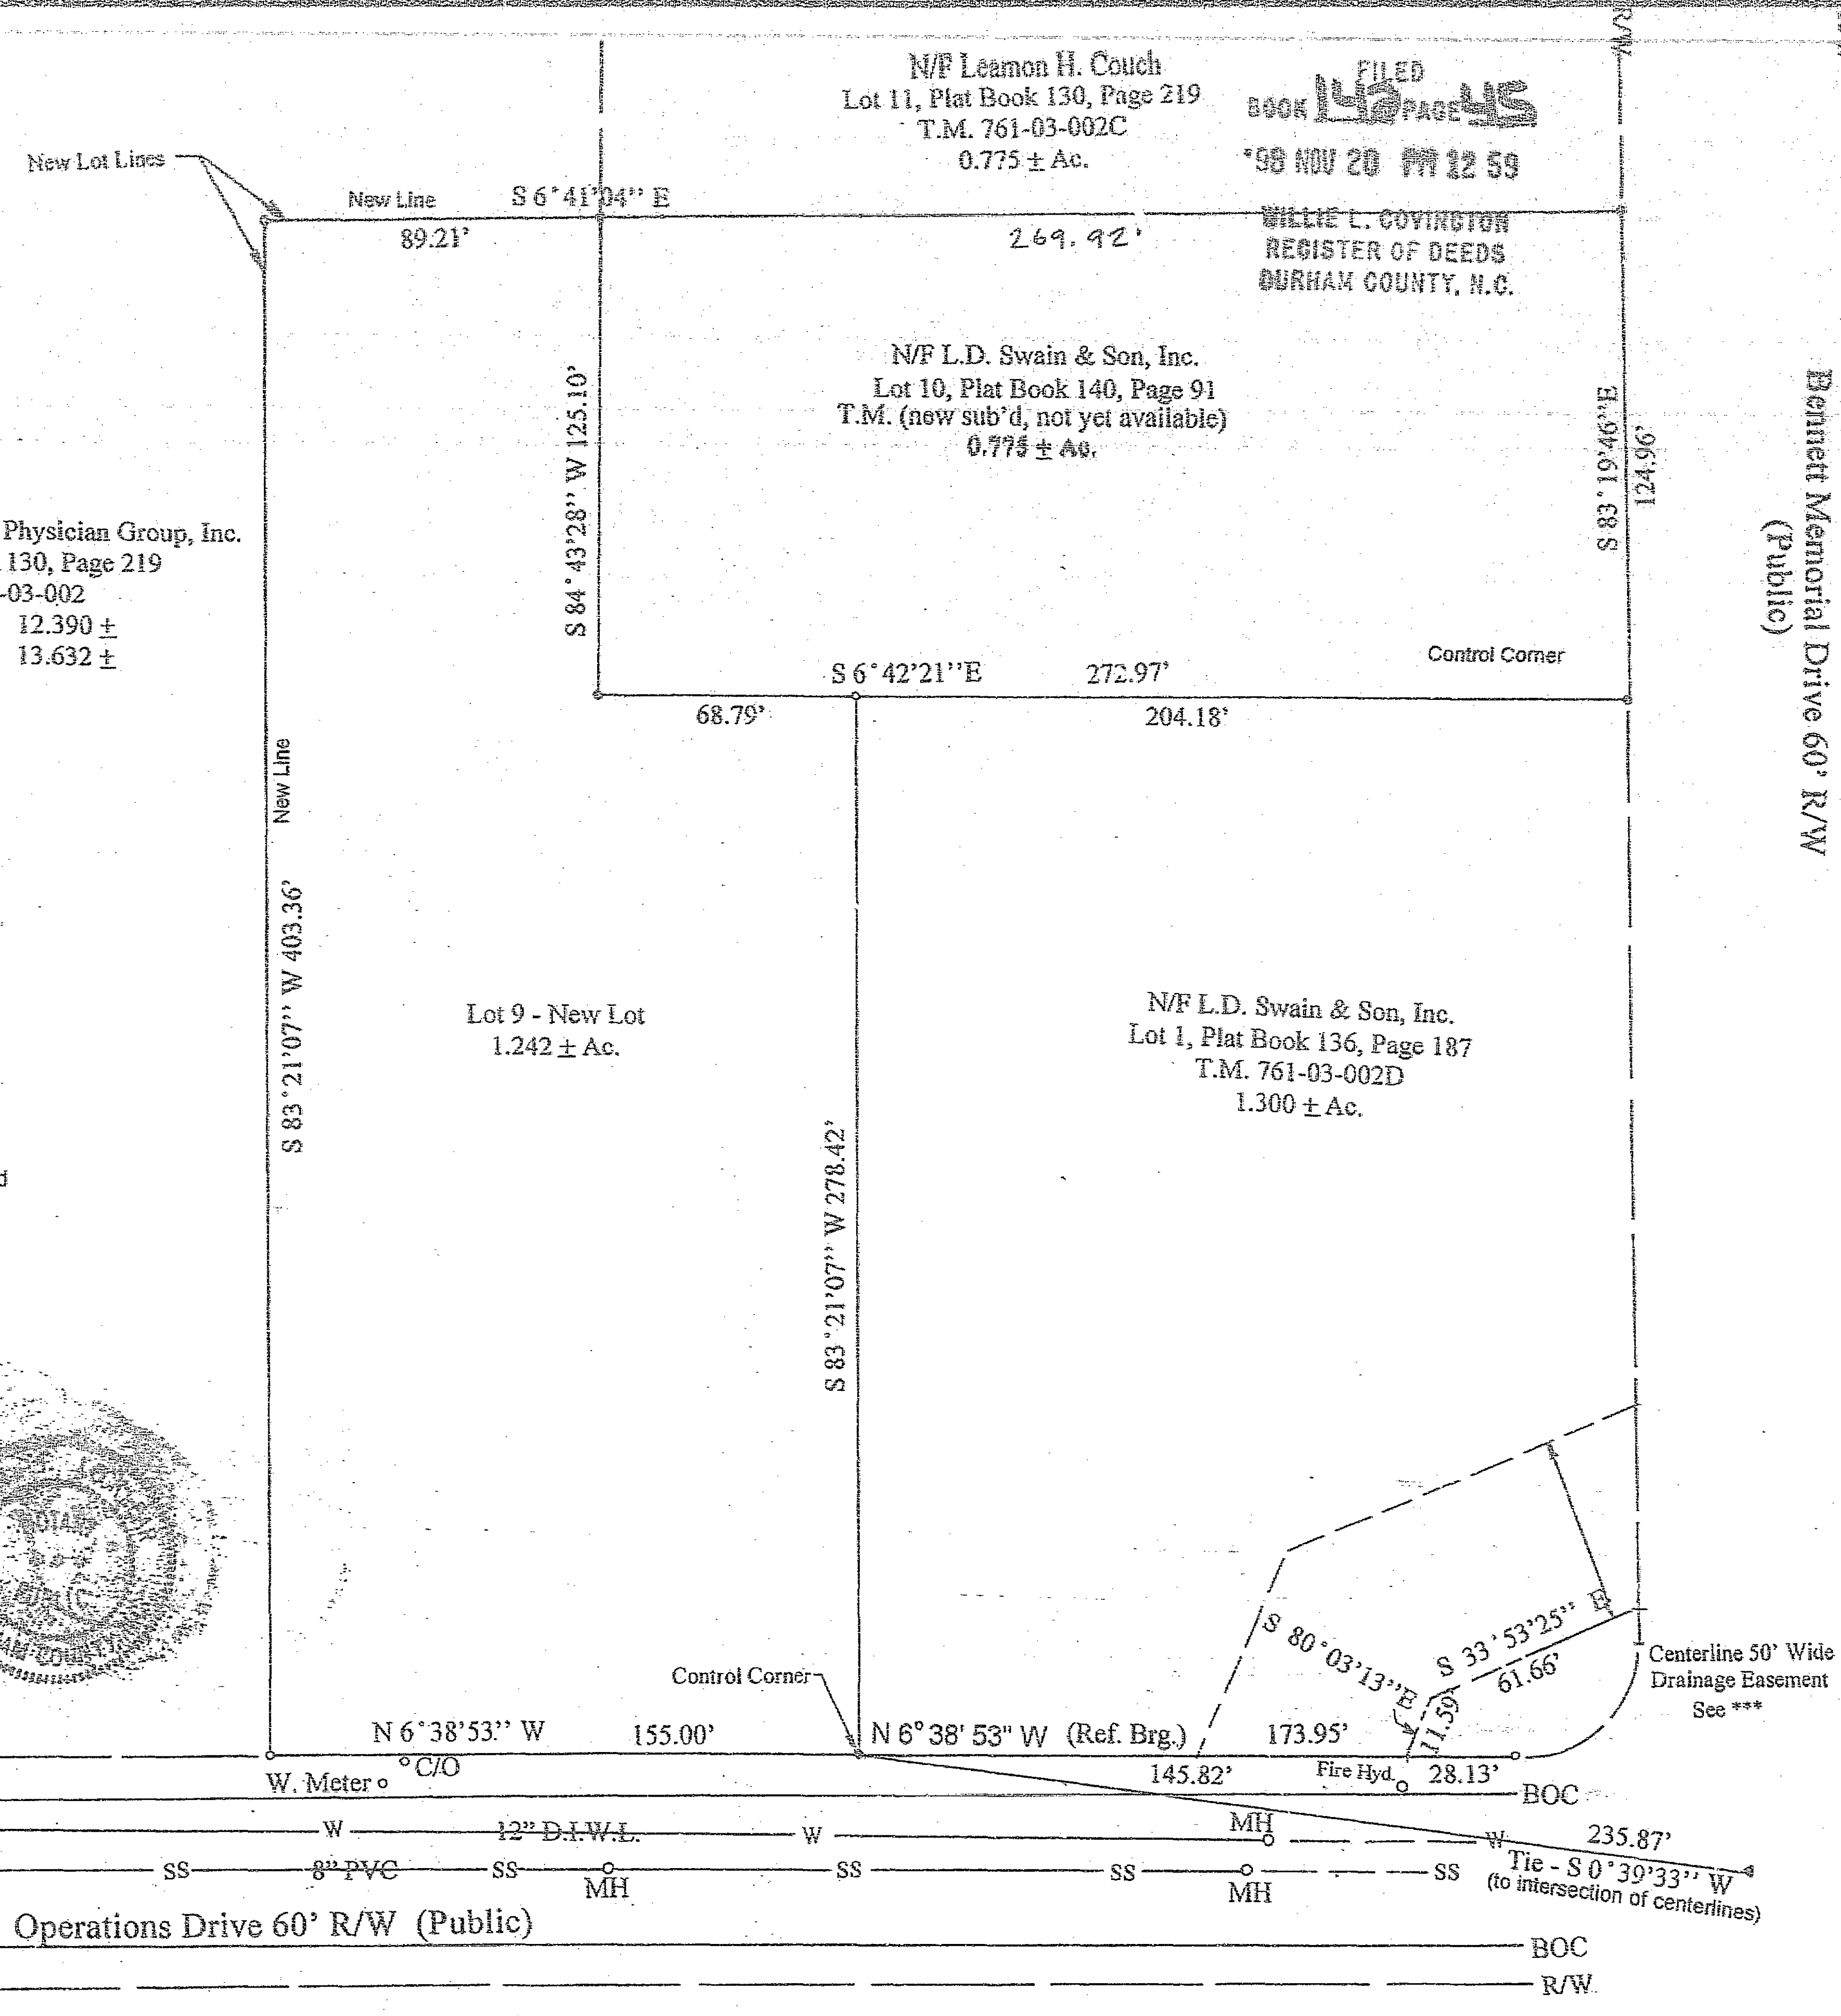 R/W
N/F Leamon H. Couch
Lot 11, Plat Book 130, Page 219
T.M. 761-03-002C
0.775 ± Ac.
FILED
BOOK 142 PAGE 45
'98 NOV 20 PM 12 59
WILLIE L. COVINGTON
REGISTER OF DEEDS
DURHAM COUNTY, N.C.
New Lot Lines
New Line
S 6°41'04'' E
89.21'
269.92'
N/F L.D. Swain & Son, Inc.
Lot 10, Plat Book 140, Page 91
T.M. (new sub'd, not yet available)
0.775 ± Ac.
S 84°43'28'' W 125.10'
S 83°19'46''E
124.96'
Bennett Memorial Drive 60' R/W
(Public)
Physician Group, Inc.
130, Page 219
-03-002
12.390 ±
13.632 ±
Control Corner
S 6°42'21''E
272.97'
68.79'
204.18'
New Line
S 83°21'07'' W 403.36'
Lot 9 - New Lot
1.242 ± Ac.
N/F L.D. Swain & Son, Inc.
Lot 1, Plat Book 136, Page 187
T.M. 761-03-002D
1.300 ± Ac.
S 83°21'07'' W 278.42'
d
S 80°03'13''E
S 33°53'25'' E
61.66'
11.59'
Centerline 50' Wide
Drainage Easement
See ***
Control Corner
N 6°38'53'' W
155.00'
N 6°38'53" W (Ref. Brg.)
173.95'
C/O
W. Meter
145.82'
Fire Hyd.
28.13'
BOC
W
12" D.I.W.L.
W
MH
W
235.87'
SS
8" PVC
SS
MH
SS
SS
MH
SS
Tie - S 0°39'33'' W
(to intersection of centerlines)
Operations Drive 60' R/W (Public)
BOC
R/W